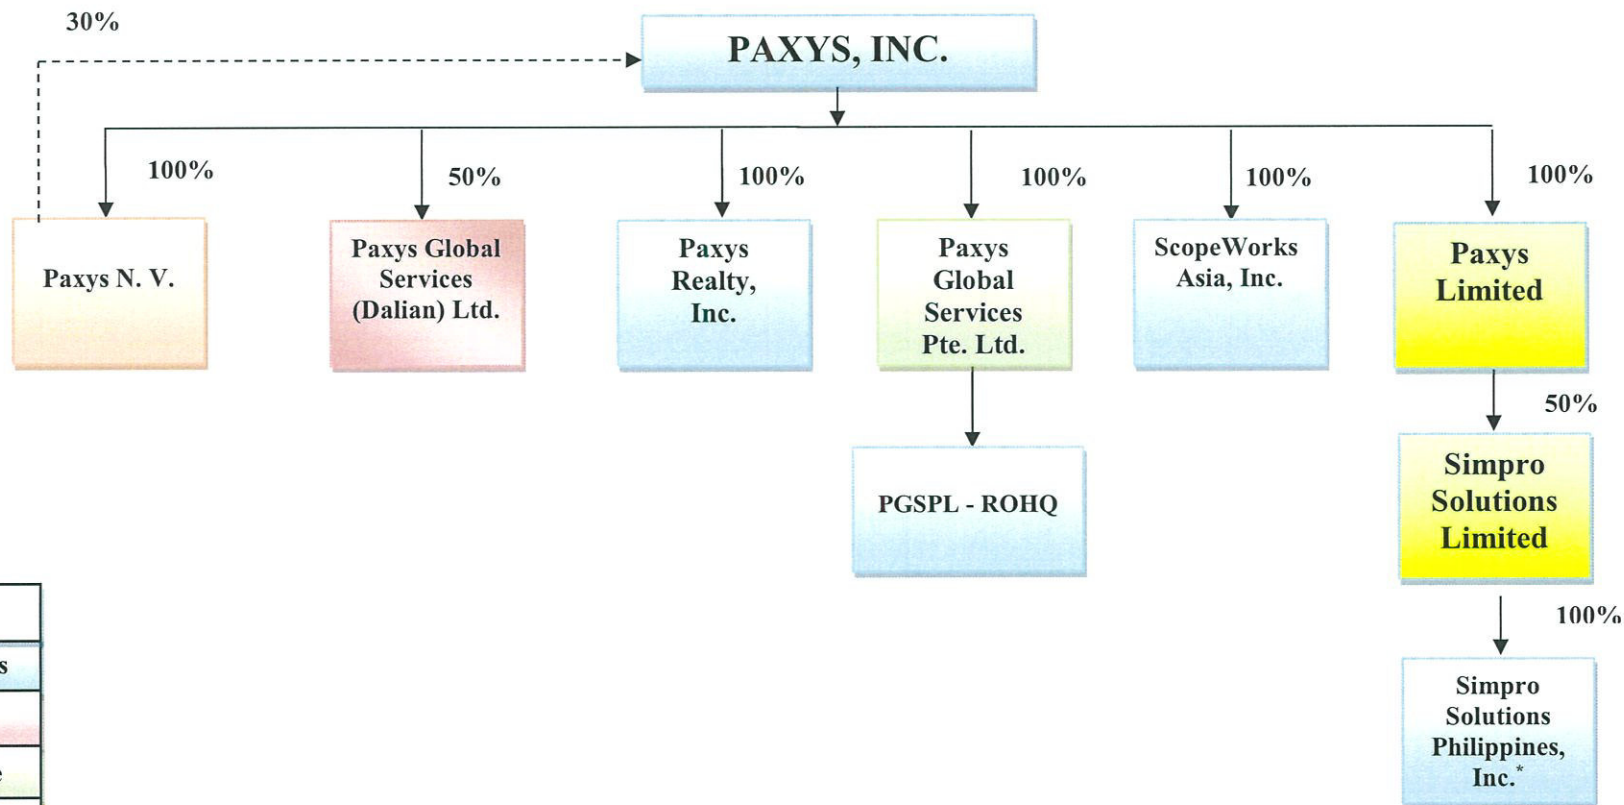 30%
PAXYS, INC.
100%
50%
100%
100%
100%
100%
Paxys N. V.
Paxys Global
Services
(Dalian) Ltd.
Paxys
Realty,
Inc.
Paxys
Global
Services
Pte. Ltd.
ScopeWorks
Asia, Inc.
Paxys
Limited
50%
PGSPL - ROHQ
Simpro
Solutions
Limited
100%
s
e
Simpro
Solutions
Philippines,
Inc.*